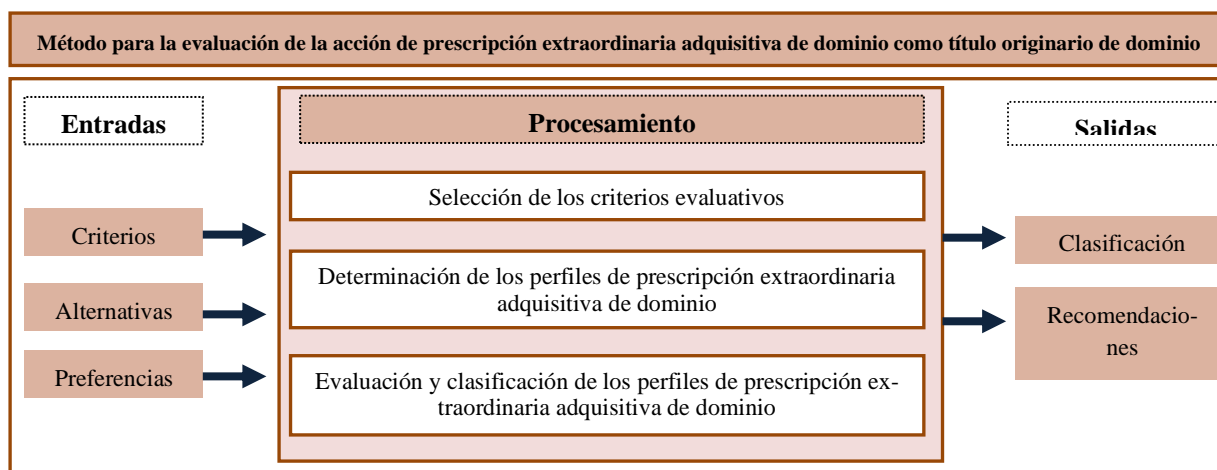 Método para la evaluación de la acción de prescripción extraordinaria adquisitiva de dominio como título originario de dominio
Entradas
Procesamiento
Salidas
Criterios
Alternativas
Preferencias
Selección de los criterios evaluativos
Determinación de los perfiles de prescripción extraordinaria
adquisitiva de dominio
Evaluación y clasificación de los perfiles de prescripción ex-
traordinaria adquisitiva de dominio
Clasificación
Recomendacio-
nes